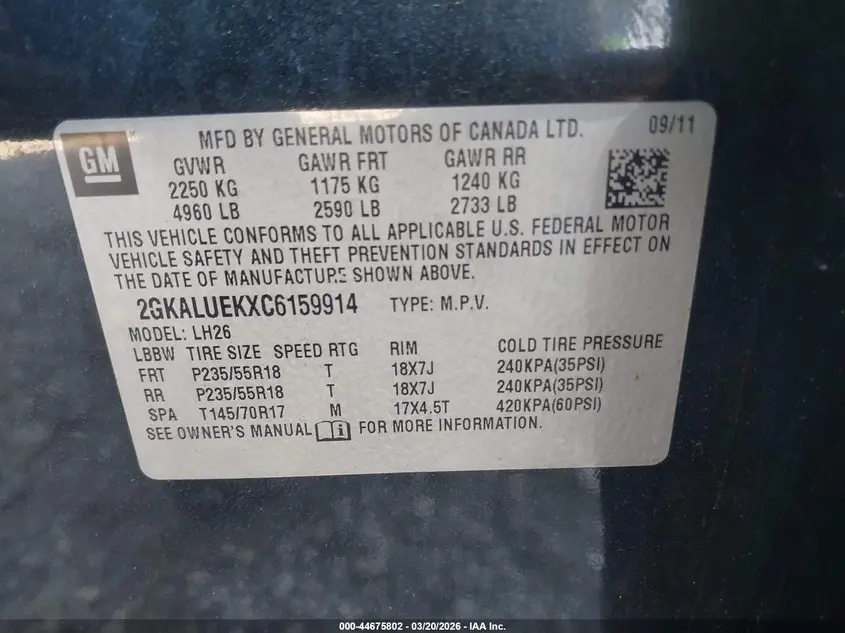 GM
MFD BY GENERAL MOTORS OF CANADA LTD. 09/11
GVWR GAWR FRT GAWR RR
2250 KG 1175 KG 1240 KG
4960 LB 2590 LB 2733 LB
THIS VEHICLE CONFORMS TO ALL APPLICABLE U.S. FEDERAL MOTOR
VEHICLE SAFETY AND THEFT PREVENTION STANDARDS IN EFFECT ON
THE DATE OF MANUFACTURE SHOWN ABOVE.
2GKALUEKXC6159914 TYPE: M.P.V.
MODEL: LH26
LBBW TIRE SIZE SPEED RTG RIM COLD TIRE PRESSURE
FRT P235/55R18 T 18X7J 240KPA(35PSI)
RR P235/55R18 T 18X7J 240KPA(35PSI)
SPA T145/70R17 M 17X4.5T 420KPA(60PSI)
SEE OWNER'S MANUAL i FOR MORE INFORMATION.
000-44675802 - 03/20/2026 - IAA Inc.